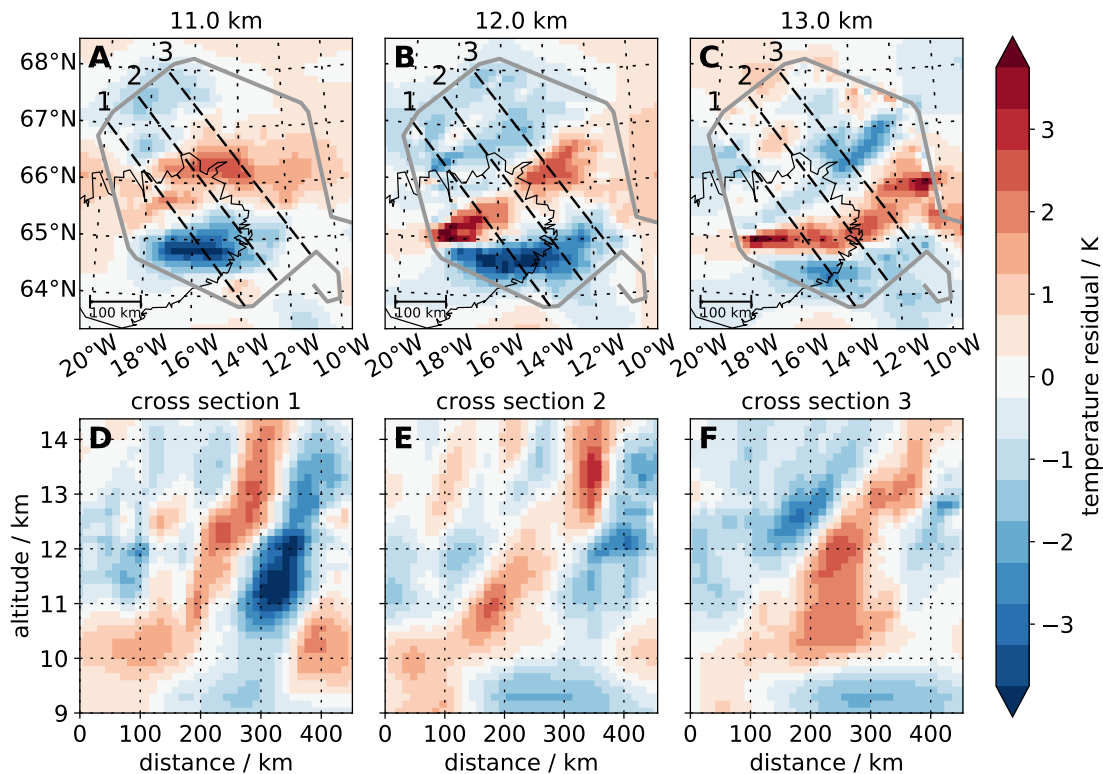 11.0 km 12.0 km 13.0 km
A B C
3 3 3
2 2 2
1 1 1
68°N
67°N
66°N
65°N
64°N
100 km 100 km 100 km
20°W 18°W 16°W 14°W 12°W 10°W
20°W 18°W 16°W 14°W 12°W 10°W
20°W 18°W 16°W 14°W 12°W 10°W
cross section 1 cross section 2 cross section 3
D E F
14
13
12
11
10
9
altitude / km
0 100 200 300 400
0 100 200 300 400
0 100 200 300 400
distance / km distance / km distance / km
3
2
1
0
−1
−2
−3
temperature residual / K